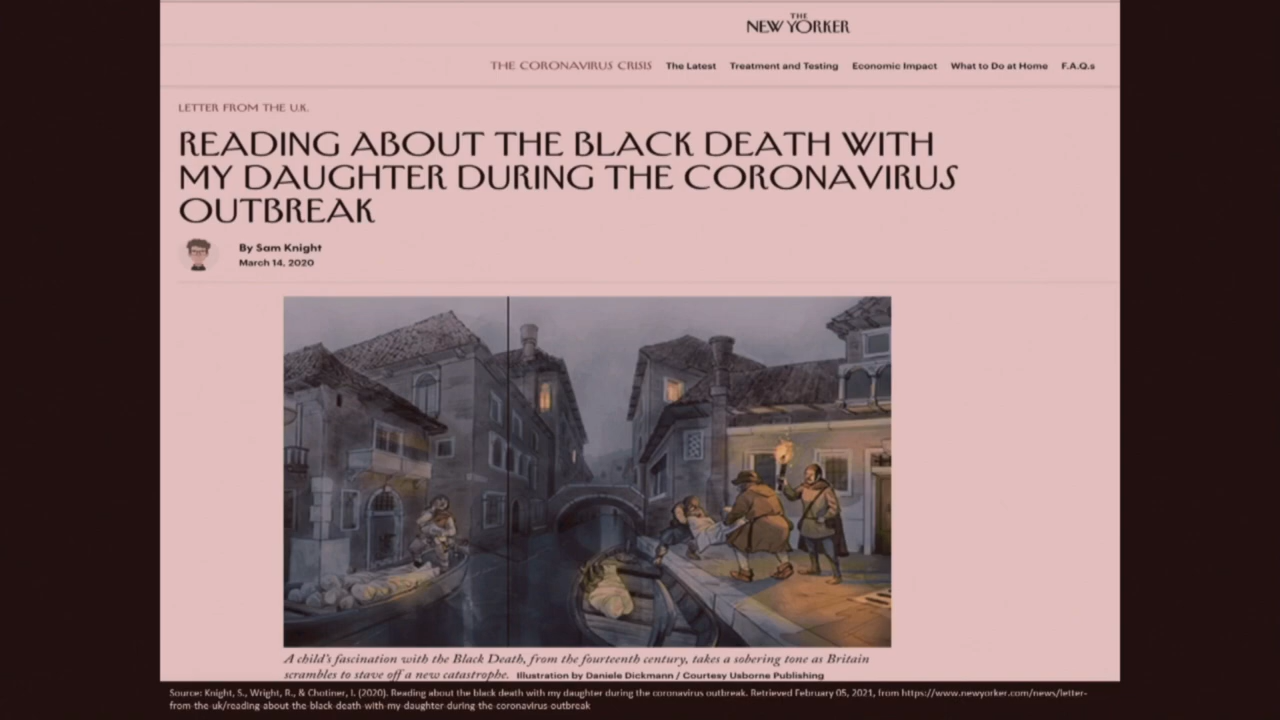 THE
NEW YORKER
THE CORONAVIRUS CRISIS The Latest Treatment and Testing Economic Impact What to Do at Home F.A.Q.s
LETTER FROM THE U.K.
READING ABOUT THE BLACK DEATH WITH
MY DAUGHTER DURING THE CORONAVIRUS
OUTBREAK
By Sam Knight
March 14, 2020
A child's fascination with the Black Death, from the fourteenth century, takes a sobering tone as Britain
scrambles to stave off a new catastrophe. Illustration by Daniele Dickmann / Courtesy Usborne Publishing
Source: Knight, S., Wright, R., & Chotiner, I. (2020). Reading about the black death with my daughter during the coronavirus outbreak. Retrieved February 05, 2021, from https://www.newyorker.com/news/letter-
from-the-uk/reading-about-the-black-death-with-my-daughter-during-the-coronavirus-outbreak